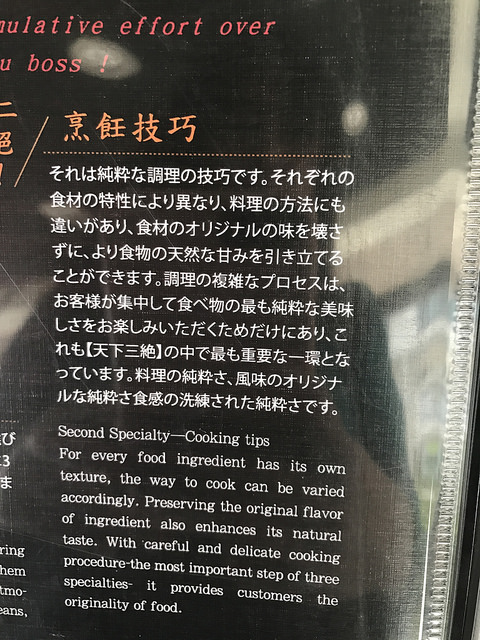 effort over
u boss !
二
絕
烹飪技巧
それは純粋な調理の技巧です。それぞれの
食材の特性により異なり、料理の方法にも
違いがあり、食材のオリジナルの味を壊さ
ずに、より食物の天然な甘みを引き立てる
ことができます。調理の複雑なプロセスは、
お客様が集中して食べ物の最も純粋な美味
しさをお楽しみいただくためだけにあり、こ
れも【天下三絶】の中で最も重要な一環とな
っています。料理の純粋さ、風味のオリジナ
ルな純粋さ食感の洗練された純粋さです。
Second Specialty—Cooking tips
For every food ingredient has its own
texture, the way to cook can be varied
accordingly. Preserving the original flavor
of ingredient also enhances its natural
taste. With careful and delicate cooking
procedure-the most important step of three
specialties- it provides customers the
originality of food.
び
3
ま
ring
hem
tmo-
eans,